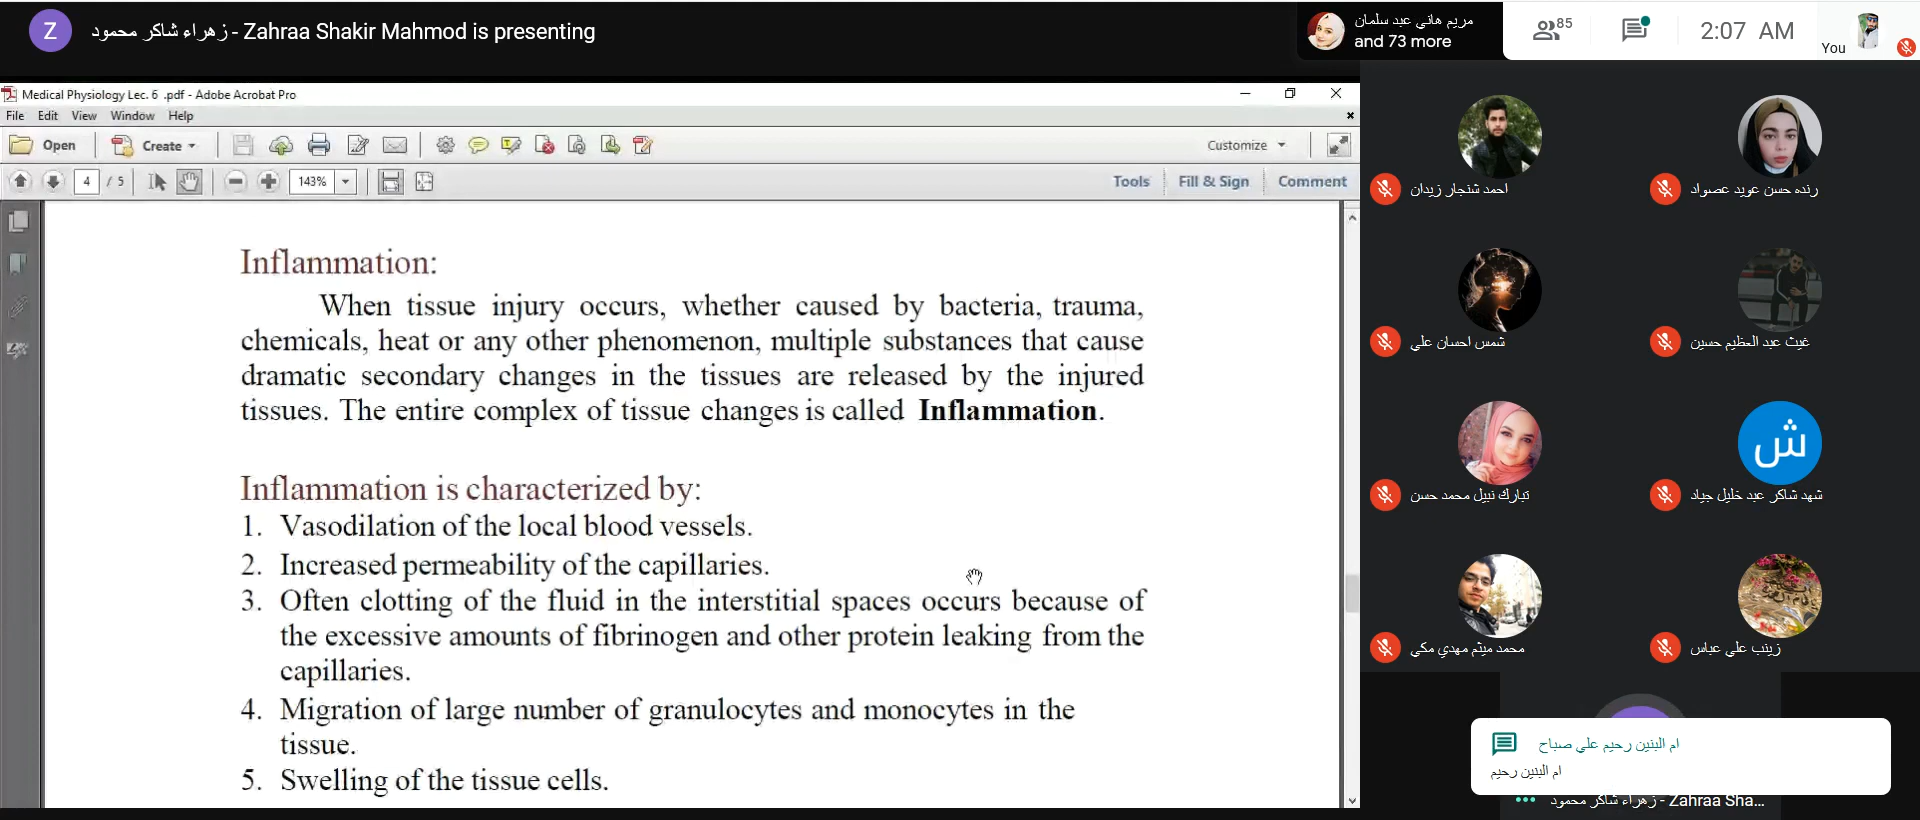 Z
زهراء شاكر محمود - Zahraa Shakir Mahmod is presenting
مريم هاني عبد سلمان
and 73 more
85
2:07 AM
You
Medical Physiology Lec. 6 .pdf - Adobe Acrobat Pro
File Edit View Window Help
Open
Create
Customize
4 / 5
143%
Tools
Fill & Sign
Comment
Inflammation:
When tissue injury occurs, whether caused by bacteria, trauma,
chemicals, heat or any other phenomenon, multiple substances that cause
dramatic secondary changes in the tissues are released by the injured
tissues. The entire complex of tissue changes is called Inflammation.
Inflammation is characterized by:
1. Vasodilation of the local blood vessels.
2. Increased permeability of the capillaries.
3. Often clotting of the fluid in the interstitial spaces occurs because of
the excessive amounts of fibrinogen and other protein leaking from the
capillaries.
4. Migration of large number of granulocytes and monocytes in the
tissue.
5. Swelling of the tissue cells.
احمد شنجار زيدان
رنده حسن عويد عصواد
شمس احسان علي
غيث عبد العظيم حسين
تبارك نبيل محمد حسن
ش
شهد شاكر عبد خليل جياد
محمد ميثم مهدي مكي
زينب علي عباس
ام البنين رحيم علي صباح
ام البنين رحيم
زهراء شاكر محمود - Zahraa Sha...